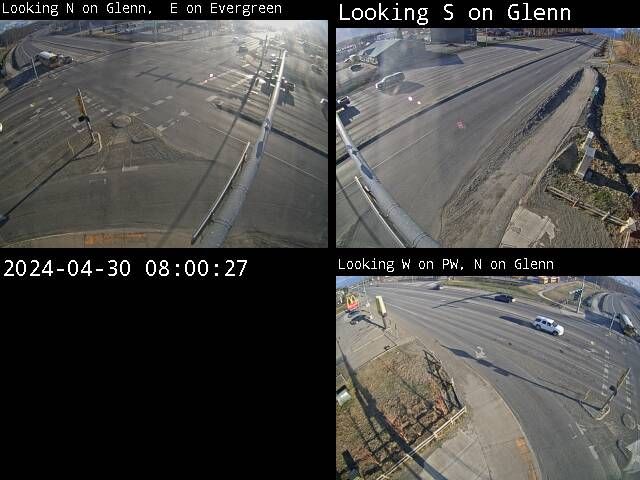 Looking N on Glenn,  E on Evergreen
Looking S on Glenn
2024-04-30 08:00:27
Looking W on PW, N on Glenn